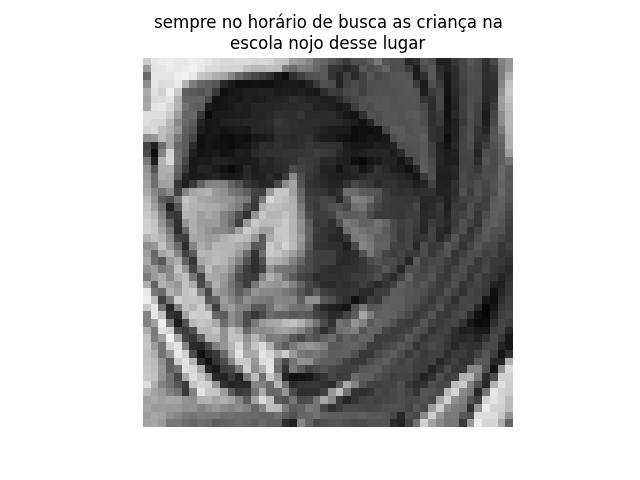 sempre no horário de busca as criança na
escola nojo desse lugar